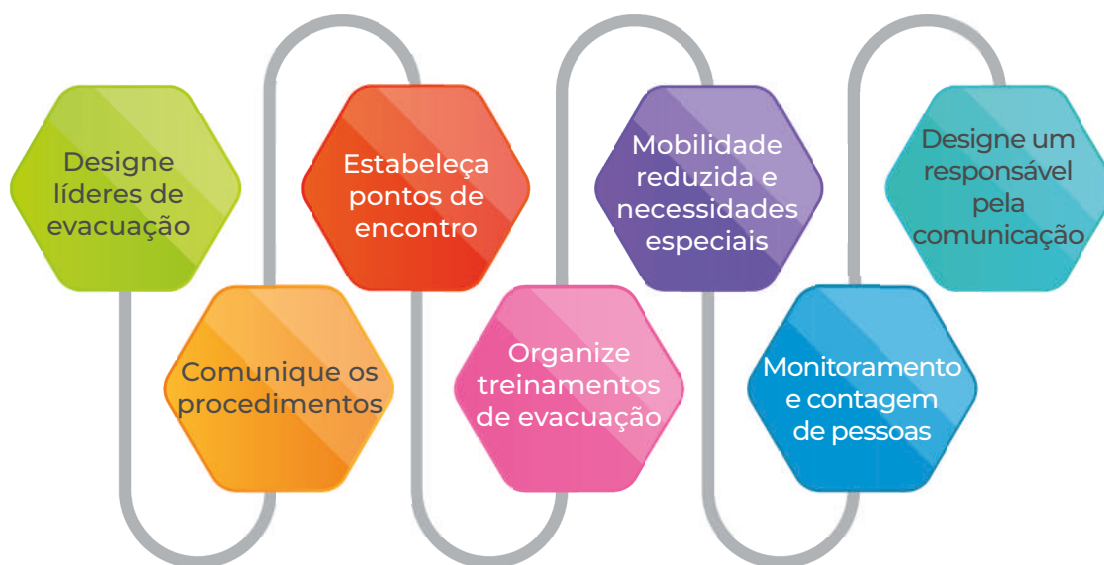 Designe
líderes de
evacuação
Comunique os
procedimentos
Estabeleça
pontos de
encontro
Organize
treinamentos
de evacuação
Mobilidade
reduzida e
necessidades
especiais
Monitoramento
e contagem
de pessoas
Designe um
responsável
pela
comunicação